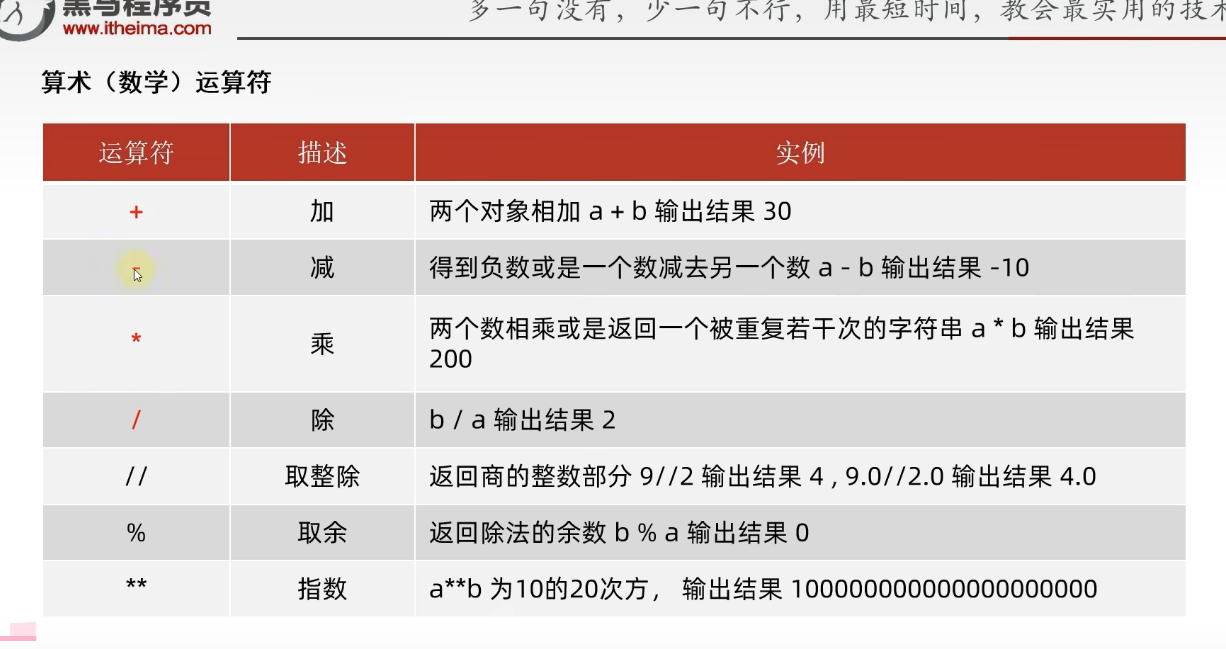 黑马程序员
www.itheima.com
多一句没有，少一句不行，用最短时间，教会最实用的技术
算术（数学）运算符
运算符 描述 实例
+ 加 两个对象相加 a + b 输出结果 30
- 减 得到负数或是一个数减去另一个数 a - b 输出结果 -10
* 乘 两个数相乘或是返回一个被重复若干次的字符串 a * b 输出结果
200
/ 除 b / a 输出结果 2
// 取整除 返回商的整数部分 9//2 输出结果 4 , 9.0//2.0 输出结果 4.0
% 取余 返回除法的余数 b % a 输出结果 0
** 指数 a**b 为10的20次方， 输出结果 100000000000000000000